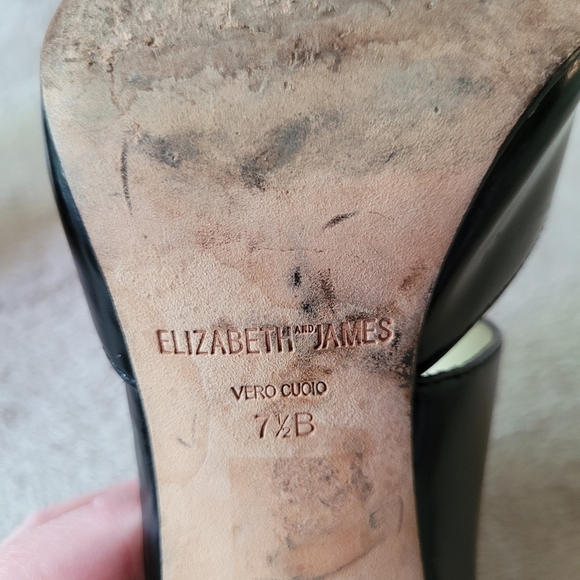 ELIZABETH AND JAMES
VERO CUOIO
7½B